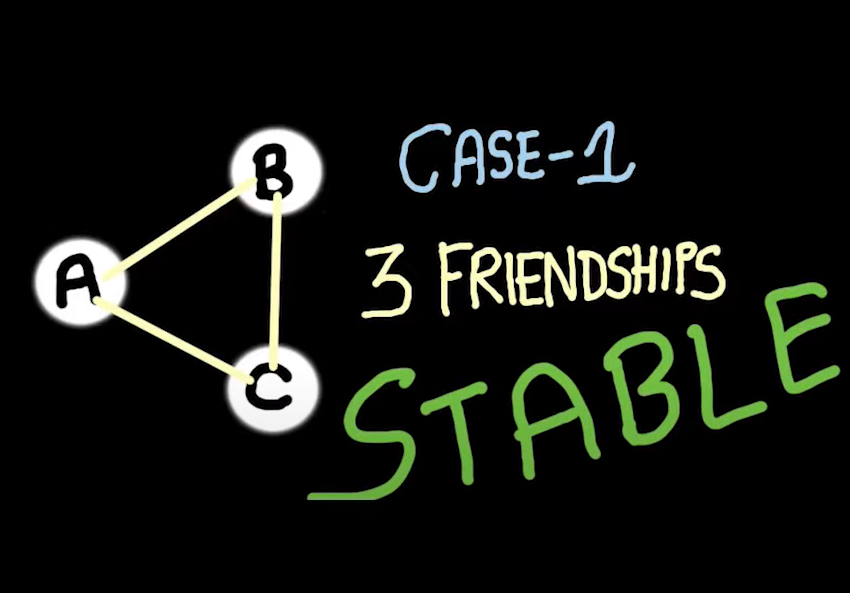 B
CASE-1
A
3 FRIENDSHIPS
C
STABLE